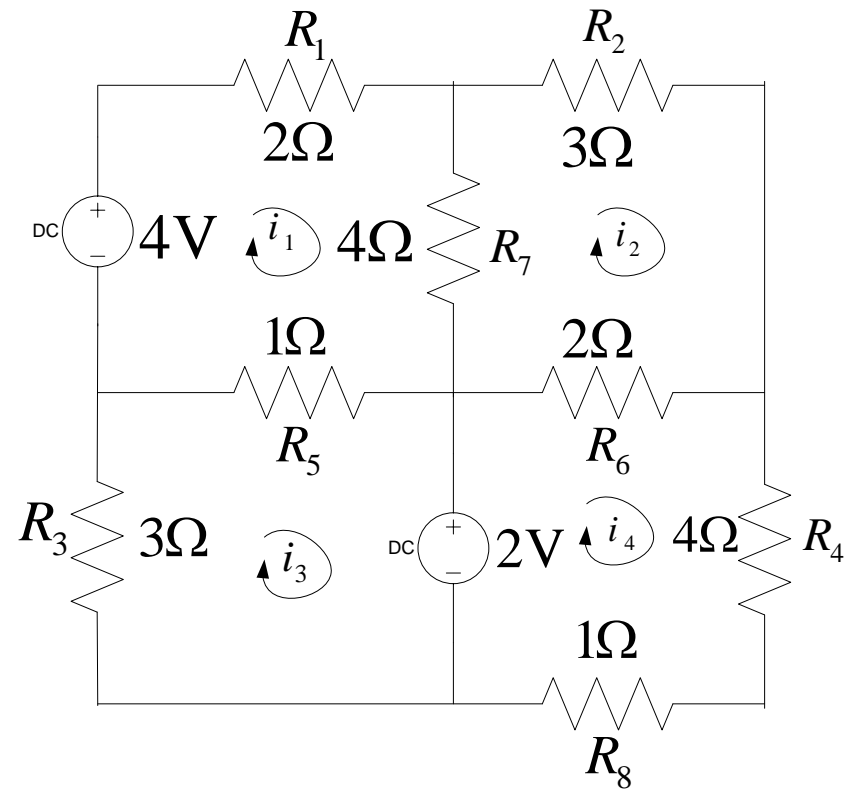 R₁ R₂
2Ω 3Ω
DC + − 4V i₁ 4Ω R₇ i₂
1Ω 2Ω
R₅ R₆
R₃ 3Ω i₃ DC + − 2V i₄ 4Ω R₄
1Ω
R₈